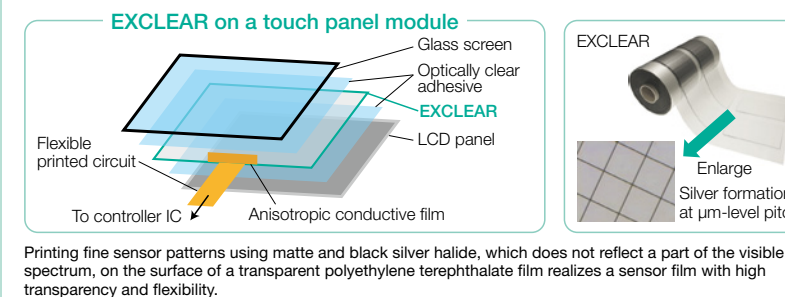 EXCLEAR on a touch panel module
Glass screen
Optically clear
adhesive
EXCLEAR
LCD panel
Flexible
printed circuit
To controller IC
Anisotropic conductive film
EXCLEAR
Enlarge
Silver formation
at µm-level
Printing fine sensor patterns using matte and black silver halide, which does not reflect a part of the visible
spectrum, on the surface of a transparent polyethylene terephthalate film realizes a sensor film with high
transparency and flexibility.